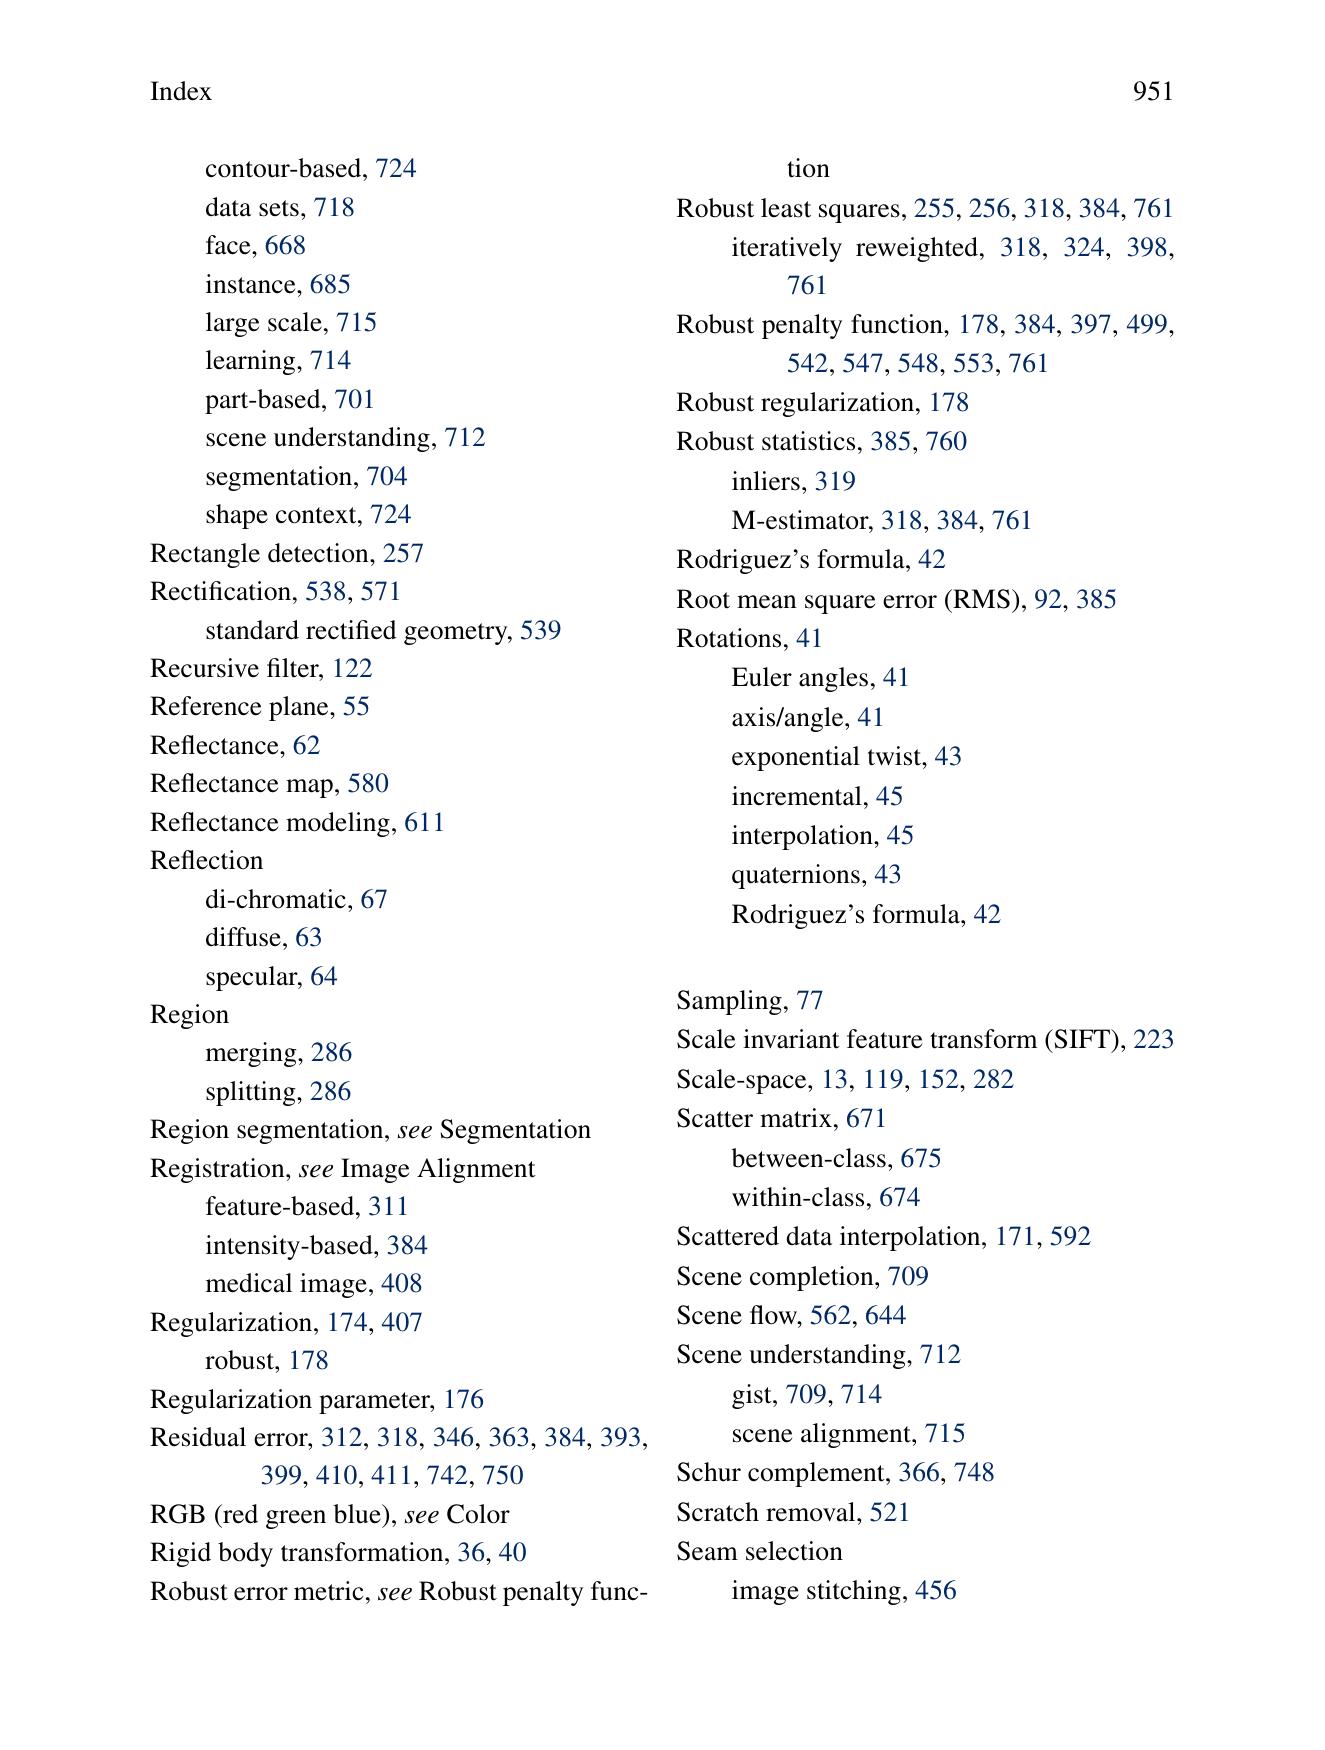 Index 951
contour-based, 724
data sets, 718
face, 668
instance, 685
large scale, 715
learning, 714
part-based, 701
scene understanding, 712
segmentation, 704
shape context, 724
Rectangle detection, 257
Rectification, 538, 571
standard rectified geometry, 539
Recursive filter, 122
Reference plane, 55
Reflectance, 62
Reflectance map, 580
Reflectance modeling, 611
Reflection
di-chromatic, 67
diffuse, 63
specular, 64
Region
merging, 286
splitting, 286
Region segmentation, see Segmentation
Registration, see Image Alignment
feature-based, 311
intensity-based, 384
medical image, 408
Regularization, 174, 407
robust, 178
Regularization parameter, 176
Residual error, 312, 318, 346, 363, 384, 393,
399, 410, 411, 742, 750
RGB (red green blue), see Color
Rigid body transformation, 36, 40
Robust error metric, see Robust penalty func-
tion
Robust least squares, 255, 256, 318, 384, 761
iteratively reweighted, 318, 324, 398,
761
Robust penalty function, 178, 384, 397, 499,
542, 547, 548, 553, 761
Robust regularization, 178
Robust statistics, 385, 760
inliers, 319
M-estimator, 318, 384, 761
Rodriguez’s formula, 42
Root mean square error (RMS), 92, 385
Rotations, 41
Euler angles, 41
axis/angle, 41
exponential twist, 43
incremental, 45
interpolation, 45
quaternions, 43
Rodriguez’s formula, 42
Sampling, 77
Scale invariant feature transform (SIFT), 223
Scale-space, 13, 119, 152, 282
Scatter matrix, 671
between-class, 675
within-class, 674
Scattered data interpolation, 171, 592
Scene completion, 709
Scene flow, 562, 644
Scene understanding, 712
gist, 709, 714
scene alignment, 715
Schur complement, 366, 748
Scratch removal, 521
Seam selection
image stitching, 456